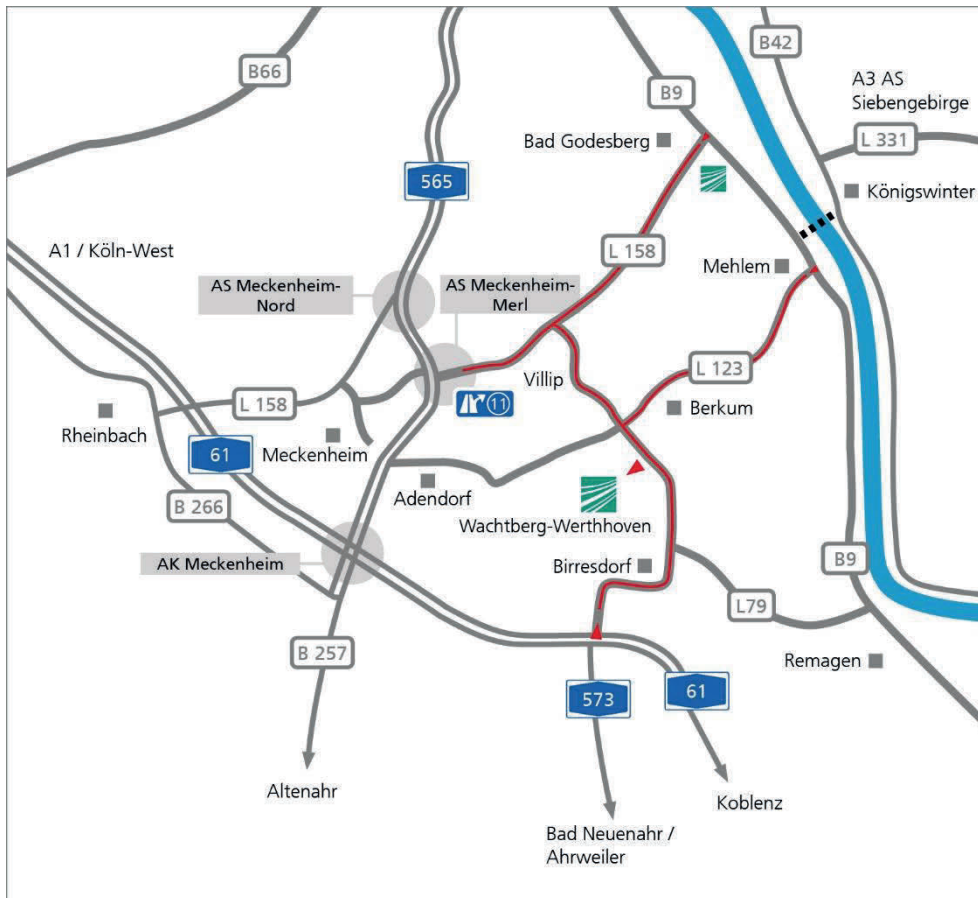 B42
B66
A3 AS
Siebengebirge
B9
L 331
Bad Godesberg
565
Königswinter
A1 / Köln-West
L 158
Mehlem
AS Meckenheim-
Nord
AS Meckenheim-
Merl
Villip
L 123
L 158
11
Berkum
Rheinbach
61
Meckenheim
Adendorf
B 266
Wachtberg-Werthhoven
AK Meckenheim
Birresdorf
B9
L79
B 257
Remagen
573
61
Altenahr
Koblenz
Bad Neuenahr /
Ahrweiler